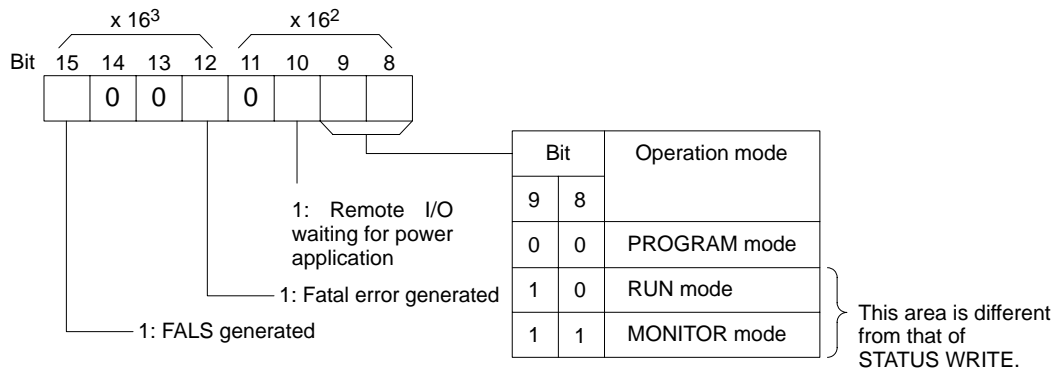 x 16³ x 16²
Bit 15 14 13 12 11 10 9 8
0 0 0
Bit Operation mode
9 8
0 0 PROGRAM mode
1 0 RUN mode
1 1 MONITOR mode
1: Remote I/O
waiting for power
application
1: Fatal error generated
1: FALS generated
This area is different
from that of
STATUS WRITE.